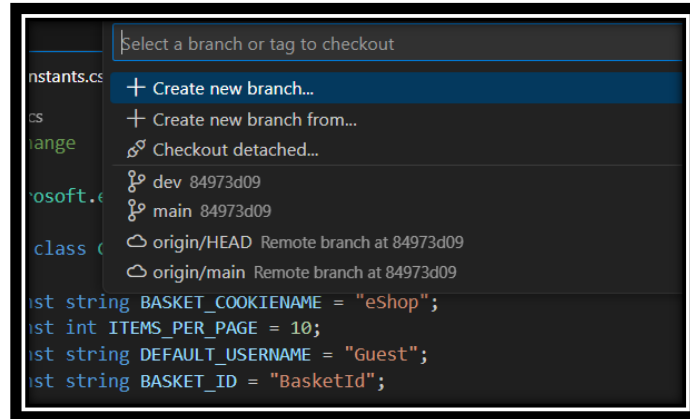 Select a branch or tag to checkout
nstants.cs
+ Create new branch...
cs
+ Create new branch from...
ange
Checkout detached...
dev 84973d09
rosoft.e
main 84973d09
class
origin/HEAD Remote branch at 84973d09
origin/main Remote branch at 84973d09
nst string BASKET_COOKIENAME = "eShop";
nst int ITEMS_PER_PAGE = 10;
nst string DEFAULT_USERNAME = "Guest";
nst string BASKET_ID = "BasketId";